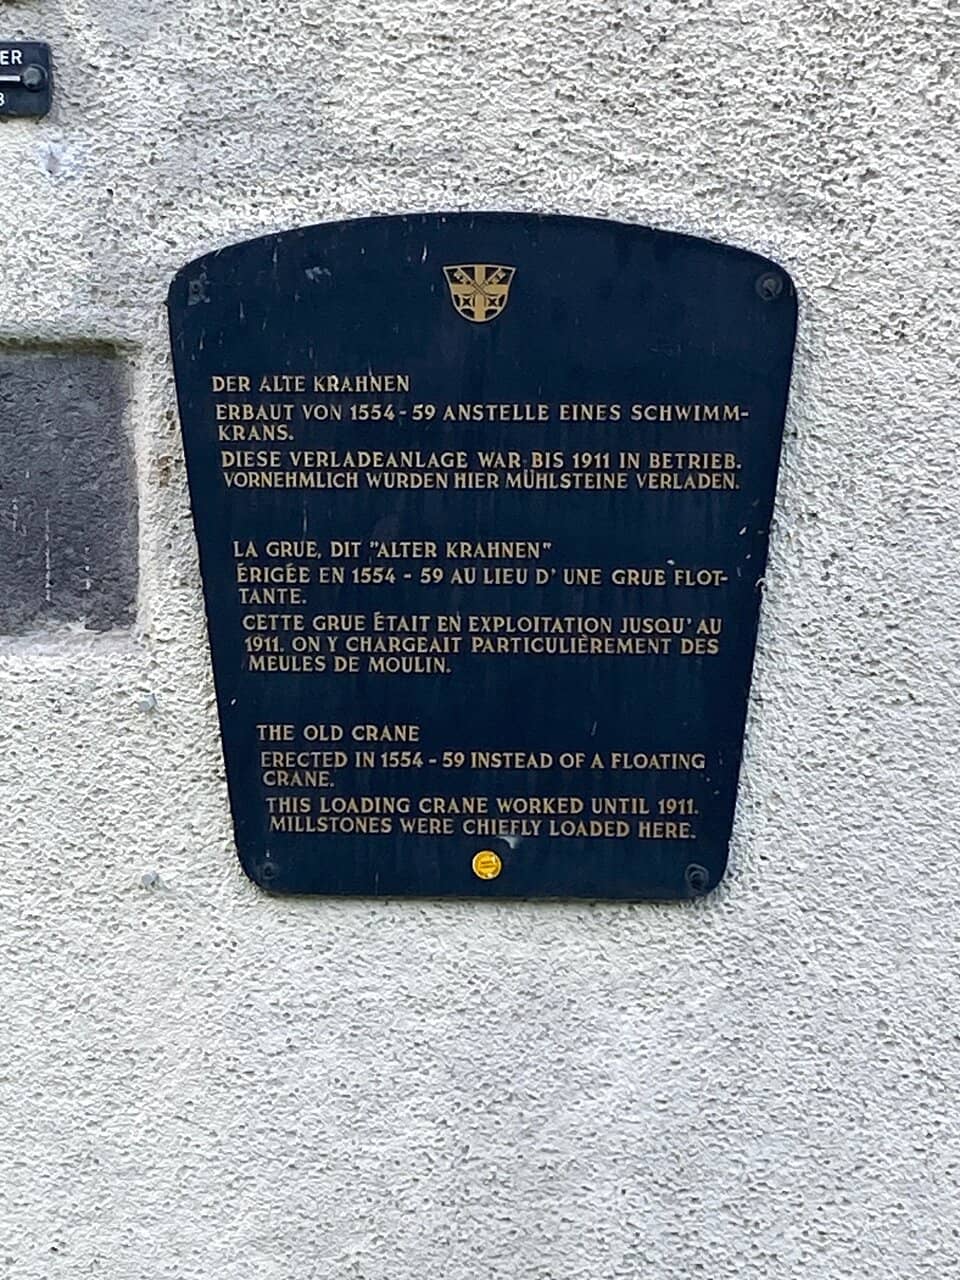 ER
DER ALTE KRAHNEN
ERBAUT VON 1554 - 59 ANSTELLE EINES SCHWIMM-
KRANS.
DIESE VERLADEANLAGE WAR BIS 1911 IN BETRIEB.
VORNEHMLICH WURDEN HIER MÜHLSTEINE VERLADEN.
LA GRUE, DIT "ALTER KRAHNEN"
ÉRIGÉE EN 1554 - 59 AU LIEU D' UNE GRUE FLOT-
TANTE.
CETTE GRUE ÉTAIT EN EXPLOITATION JUSQU' AU
1911. ON Y CHARGEAIT PARTICULIÈREMENT DES
MEULES DE MOULIN.
THE OLD CRANE
ERECTED IN 1554 - 59 INSTEAD OF A FLOATING
CRANE.
THIS LOADING CRANE WORKED UNTIL 1911.
MILLSTONES WERE CHIEFLY LOADED HERE.